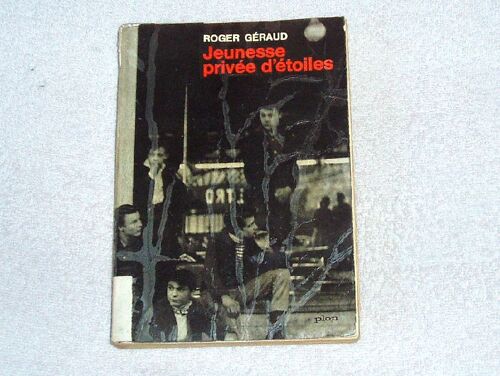 ROGER GÉRAUD
Jeunesse
privée d'étoiles
plon